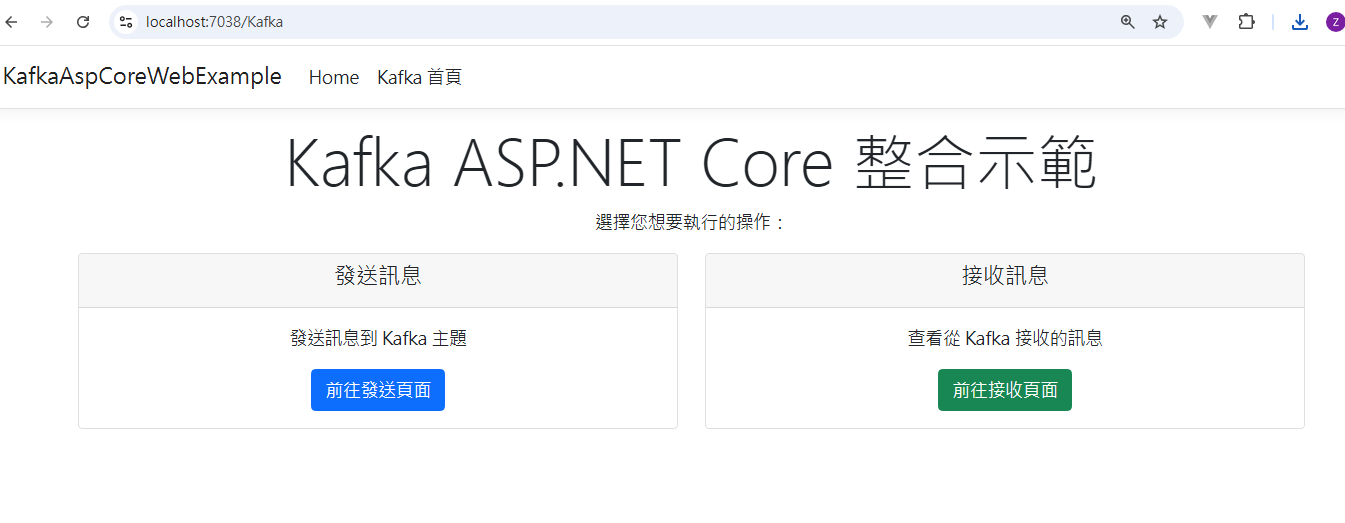 localhost:7038/Kafka
Z
KafkaAspCoreWebExample Home Kafka 首頁
Kafka ASP.NET Core 整合示範
選擇您想要執行的操作：
發送訊息
發送訊息到 Kafka 主題
前往發送頁面
接收訊息
查看從 Kafka 接收的訊息
前往接收頁面